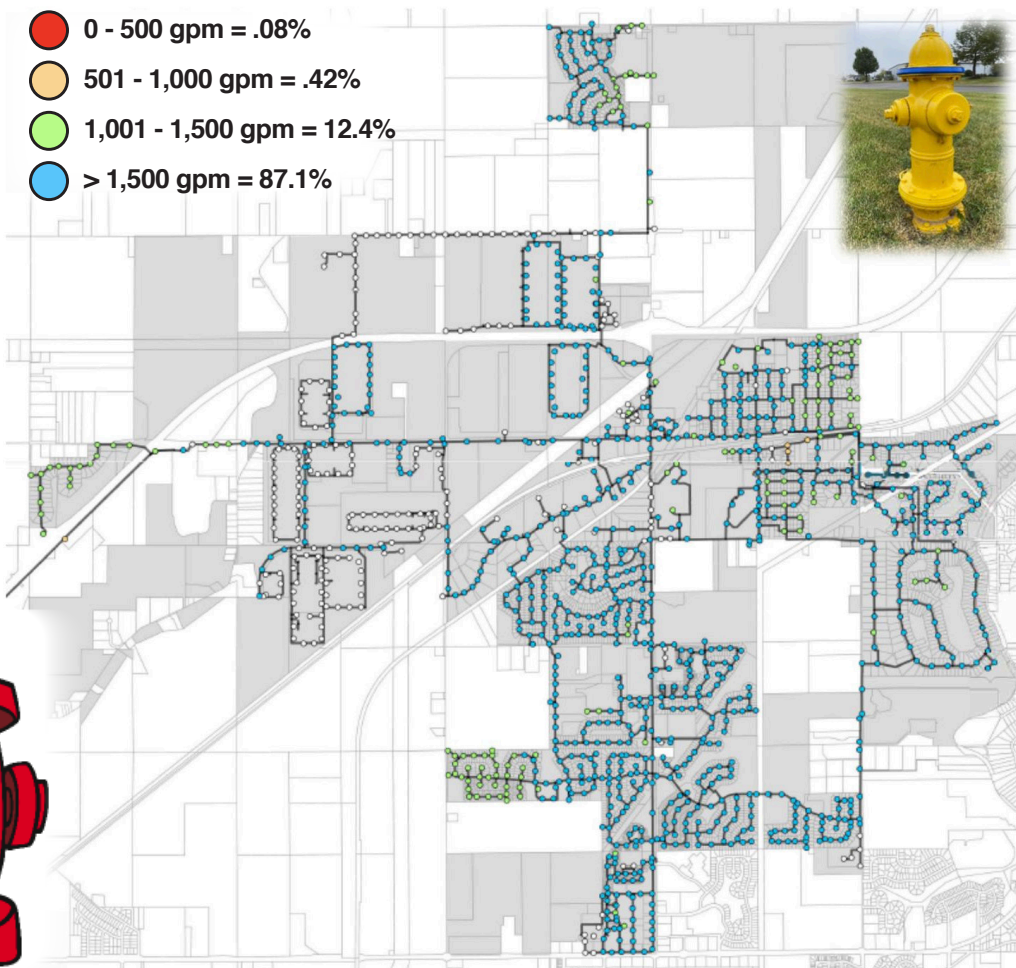 0 - 500 gpm = .08%
501 - 1,000 gpm = .42%
1,001 - 1,500 gpm = 12.4%
> 1,500 gpm = 87.1%